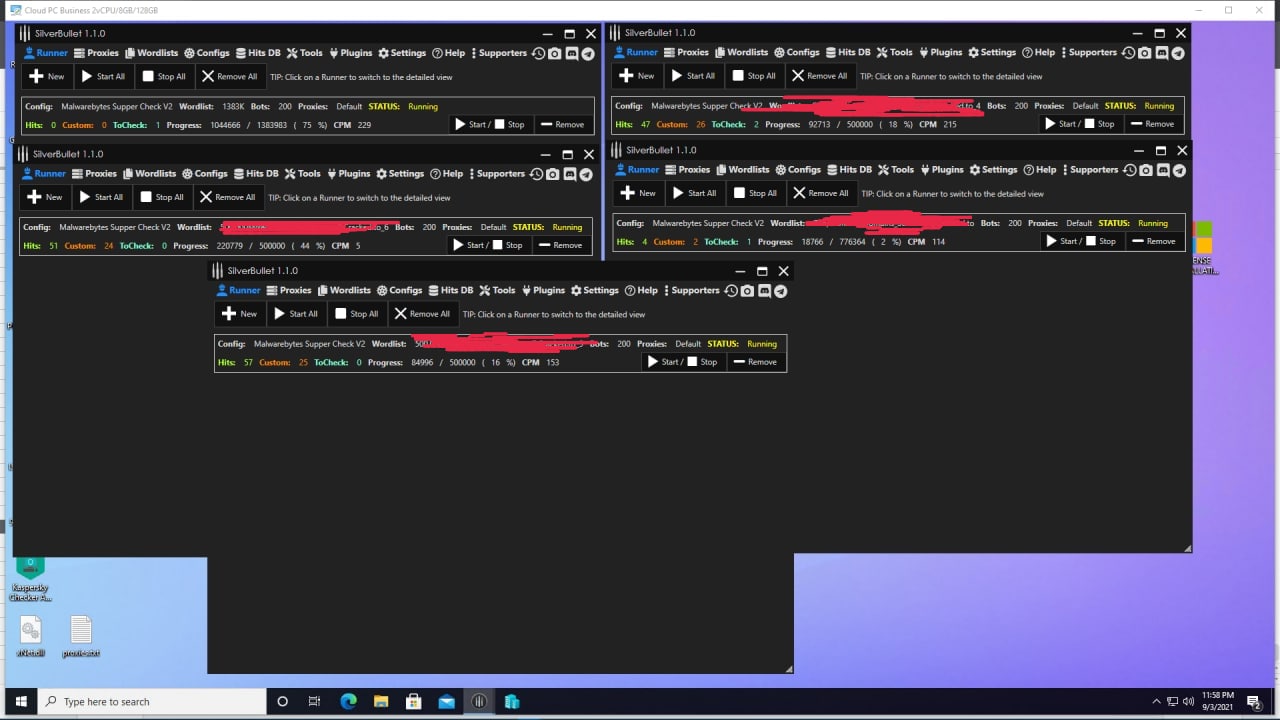 Cloud PC Business 2vCPU/8GB/128GB
SilverBullet 1.1.0
Runner Proxies Wordlists Configs Hits DB Tools Plugins Settings Help Supporters
New Start All Stop All Remove All TIP: Click on a Runner to switch to the detailed view
Config: Malwarebytes Supper Check V2 Wordlist: 1383K Bots: 200 Proxies: Default STATUS: Running
Hits: 0 Custom: 0 ToCheck: 1 Progress: 1044666 / 1383983 ( 75 %) CPM 229 Start / Stop Remove
SilverBullet 1.1.0
Runner Proxies Wordlists Configs Hits DB Tools Plugins Settings Help Supporters
New Start All Stop All Remove All TIP: Click on a Runner to switch to the detailed view
Config: Malwarebytes Supper Check V2 Bots: 200 Proxies: Default STATUS: Running
Hits: 47 Custom: 26 ToCheck: 2 Progress: 92713 / 500000 ( 18 %) CPM 215 Start / Stop Remove
SilverBullet 1.1.0
Runner Proxies Wordlists Configs Hits DB Tools Plugins Settings Help Supporters
New Start All Stop All Remove All TIP: Click on a Runner to switch to the detailed view
Config: Malwarebytes Supper Check V2 Wordlist: Bots: 200 Proxies: Default STATUS: Running
Hits: 51 Custom: 24 ToCheck: 0 Progress: 220779 / 500000 ( 44 %) CPM 5 Start / Stop Remove
SilverBullet 1.1.0
Runner Proxies Wordlists Configs Hits DB Tools Plugins Settings Help Supporters
New Start All Stop All Remove All TIP: Click on a Runner to switch to the detailed view
Config: Malwarebytes Supper Check V2 Wordlist: Bots: 200 Proxies: Default STATUS: Running
Hits: 4 Custom: 2 ToCheck: 1 Progress: 18766 / 776364 ( 2 %) CPM 114 Start / Stop Remove
SilverBullet 1.1.0
Runner Proxies Wordlists Configs Hits DB Tools Plugins Settings Help Supporters
New Start All Stop All Remove All TIP: Click on a Runner to switch to the detailed view
Config: Malwarebytes Supper Check V2 Wordlist: Bots: 200 Proxies: Default STATUS: Running
Hits: 57 Custom: 25 ToCheck: 0 Progress: 84996 / 500000 ( 16 %) CPM 153 Start / Stop Remove
Kaspersky
Checker A...
Type here to search
11:58 PM
9/3/2021
2